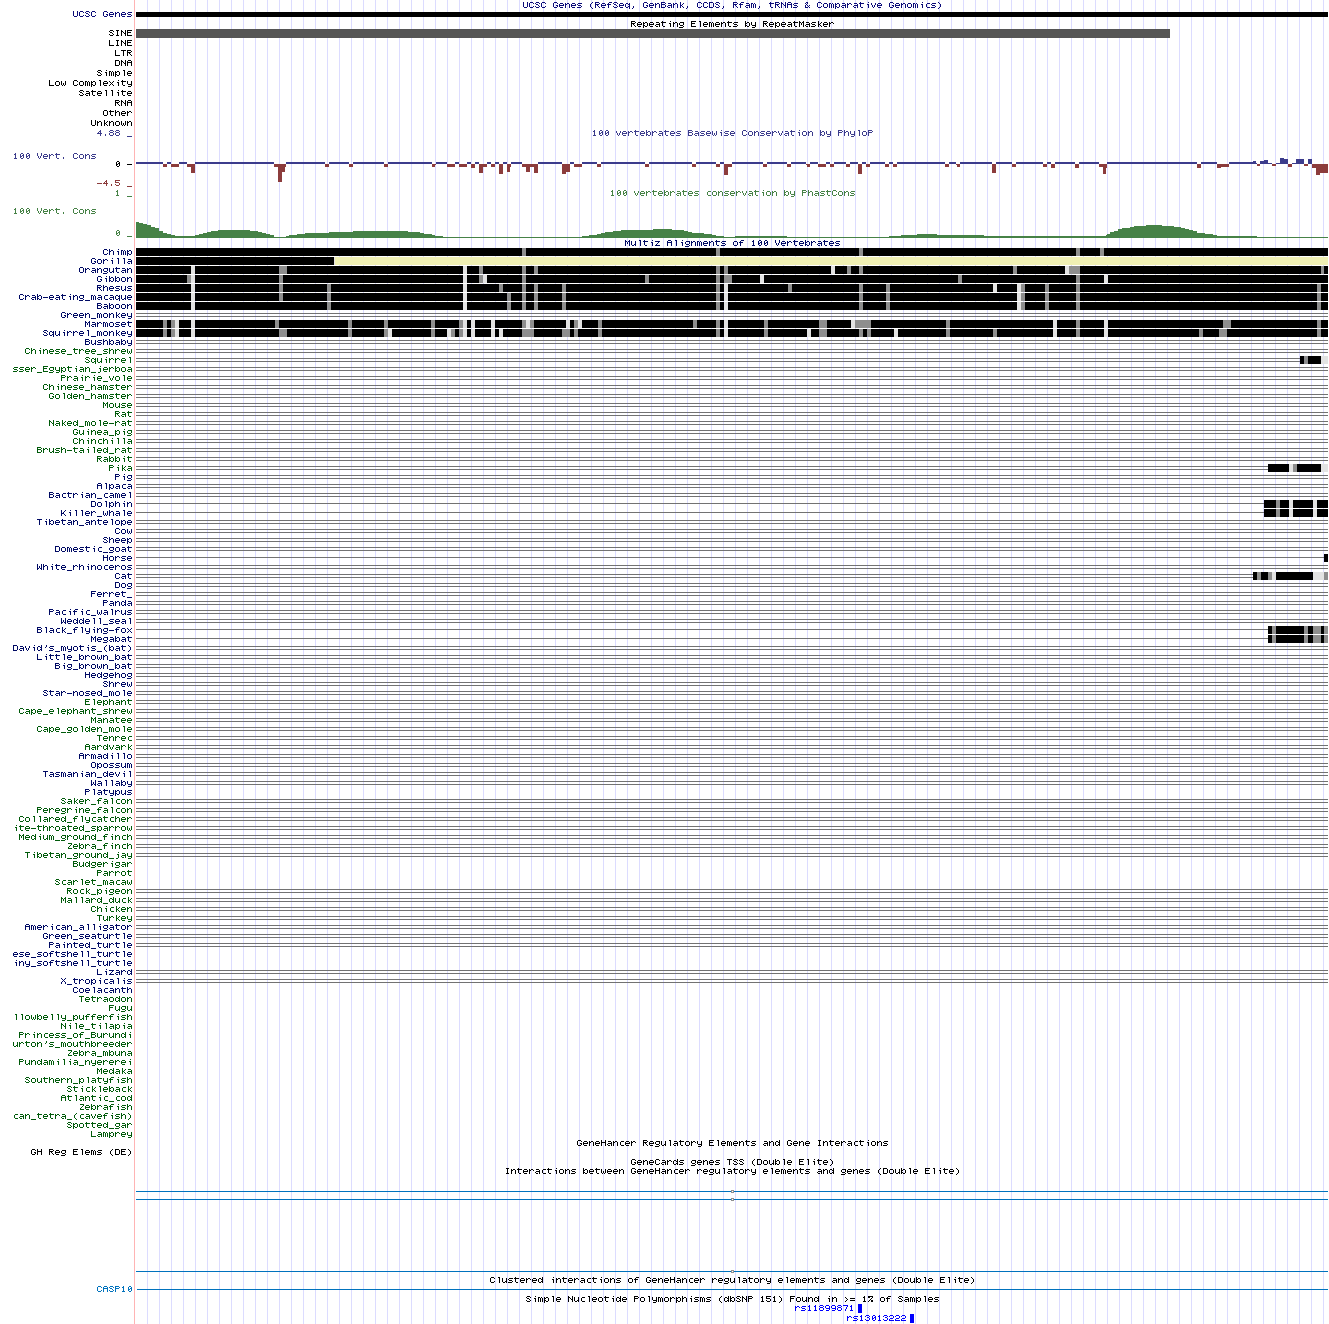 UCSC Genes (RefSeq, GenBank, CCDS, Rfam, tRNAs & Comparative Genomics)
UCSC Genes
Repeating Elements by RepeatMasker
SINE
LINE
LTR
DNA
Simple
Low Complexity
Satellite
RNA
Other
Unknown
4.88 _
100 vertebrates Basewise Conservation by PhyloP
100 Vert. Cons
0 _
-4.5 _
1 _
100 vertebrates conservation by PhastCons
100 Vert. Cons
0 _
Multiz Alignments of 100 Vertebrates
Chimp
Gorilla
Orangutan
Gibbon
Rhesus
Crab-eating_macaque
Baboon
Green_monkey
Marmoset
Squirrel_monkey
Bushbaby
Chinese_tree_shrew
Squirrel
sser_Egyptian_jerboa
Prairie_vole
Chinese_hamster
Golden_hamster
Mouse
Rat
Naked_mole-rat
Guinea_pig
Chinchilla
Brush-tailed_rat
Rabbit
Pika
Pig
Alpaca
Bactrian_camel
Dolphin
Killer_whale
Tibetan_antelope
Cow
Sheep
Domestic_goat
Horse
White_rhinoceros
Cat
Dog
Ferret_
Panda
Pacific_walrus
Weddell_seal
Black_flying-fox
Megabat
David's_myotis_(bat)
Little_brown_bat
Big_brown_bat
Hedgehog
Shrew
Star-nosed_mole
Elephant
Cape_elephant_shrew
Manatee
Cape_golden_mole
Tenrec
Aardvark
Armadillo
Opossum
Tasmanian_devil
Wallaby
Platypus
Saker_falcon
Peregrine_falcon
Collared_flycatcher
ite-throated_sparrow
Medium_ground_finch
Zebra_finch
Tibetan_ground_jay
Budgerigar
Parrot
Scarlet_macaw
Rock_pigeon
Mallard_duck
Chicken
Turkey
American_alligator
Green_seaturtle
Painted_turtle
ese_softshell_turtle
iny_softshell_turtle
Lizard
X_tropicalis
Coelacanth
Tetraodon
Fugu
llowbelly_pufferfish
Nile_tilapia
Princess_of_Burundi
urton's_mouthbreeder
Zebra_mbuna
Pundamilia_nyererei
Medaka
Southern_platyfish
Stickleback
Atlantic_cod
Zebrafish
can_tetra_(cavefish)
Spotted_gar
Lamprey
GeneHancer Regulatory Elements and Gene Interactions
GH Reg Elems (DE)
GeneCards genes TSS (Double Elite)
Interactions between GeneHancer regulatory elements and genes (Double Elite)
Clustered interactions of GeneHancer regulatory elements and genes (Double Elite)
CASP10
Simple Nucleotide Polymorphisms (dbSNP 151) Found in >= 1% of Samples
rs11899871
rs13013222